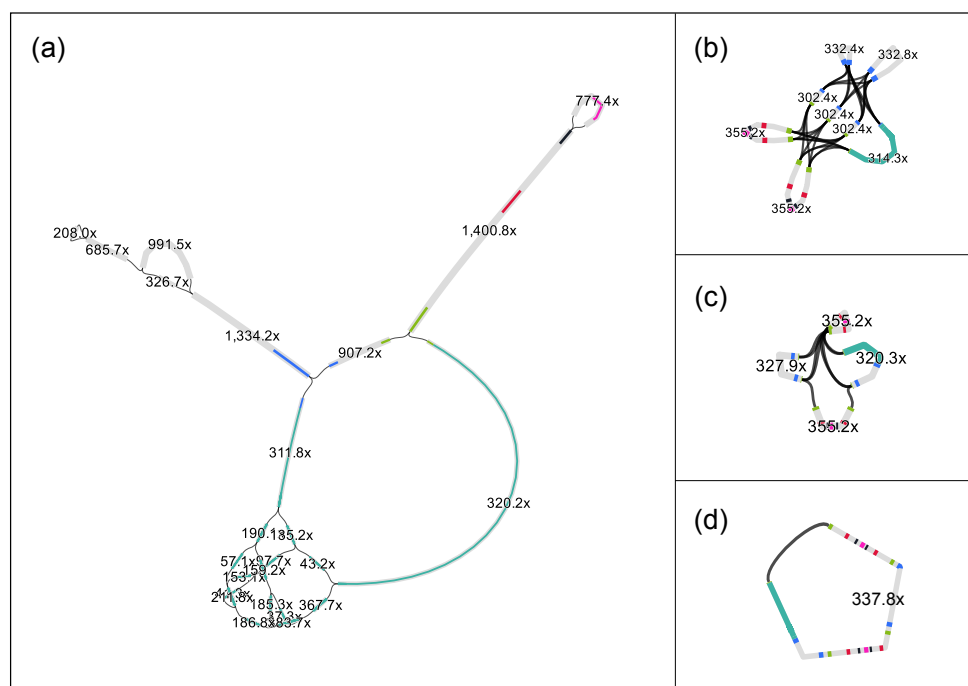 (a)
777.4x
1,400.8x
208.0x
685.7x
991.5x
326.7x
1,334.2x
907.2x
311.8x
320.2x
135.2x
57.1x
159.2x
153.1x
43.2x
211.8x
185.3x
367.7x
(b)
332.4x
332.8x
302.4x
302.4x
302.4x
355.2x
314.3x
355.2x
(c)
355.2x
327.9x
320.3x
355.2x
(d)
337.8x